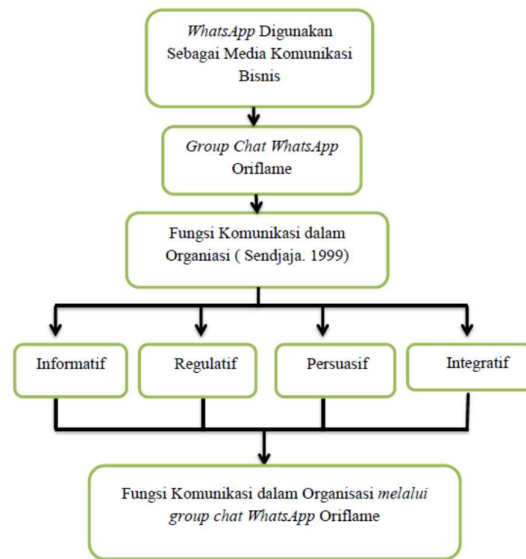 WhatsApp Digunakan
Sebagai Media Komunikasi
Bisnis
Group Chat WhatsApp
Oriflame
Fungsi Komunikasi dalam
Organiasi ( Sendjaja. 1999)
Informatif
Regulatif
Persuasif
Integratif
Fungsi Komunikasi dalam Organisasi melalui
group chat WhatsApp Oriflame